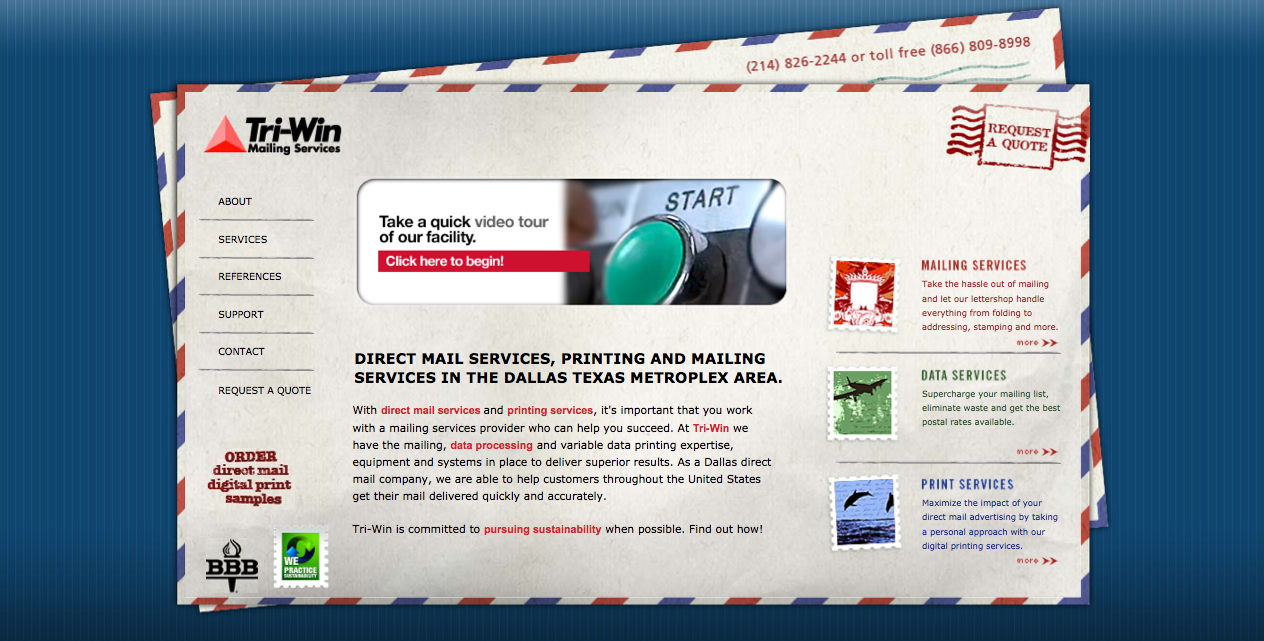 (214) 826-2244 or toll free (866) 809-8998
Tri-Win
Mailing Services
REQUEST
A QUOTE
ABOUT
SERVICES
REFERENCES
SUPPORT
CONTACT
REQUEST A QUOTE
ORDER
direct mail
digital print
samples
BBB
WE
PRACTICE
SUSTAINABILITY
Take a quick video tour
of our facility.
Click here to begin!
START
DIRECT MAIL SERVICES, PRINTING AND MAILING
SERVICES IN THE DALLAS TEXAS METROPLEX AREA.
With direct mail services and printing services, it's important that you work
with a mailing services provider who can help you succeed. At Tri-Win we
have the mailing, data processing and variable data printing expertise,
equipment and systems in place to deliver superior results. As a Dallas direct
mail company, we are able to help customers throughout the United States
get their mail delivered quickly and accurately.
Tri-Win is committed to pursuing sustainability when possible. Find out how!
MAILING SERVICES
Take the hassle out of mailing
and let our lettershop handle
everything from folding to
addressing, stamping and more.
more
DATA SERVICES
Supercharge your mailing list,
eliminate waste and get the best
postal rates available.
more
PRINT SERVICES
Maximize the impact of your
direct mail advertising by taking
a personal approach with our
digital printing services.
more